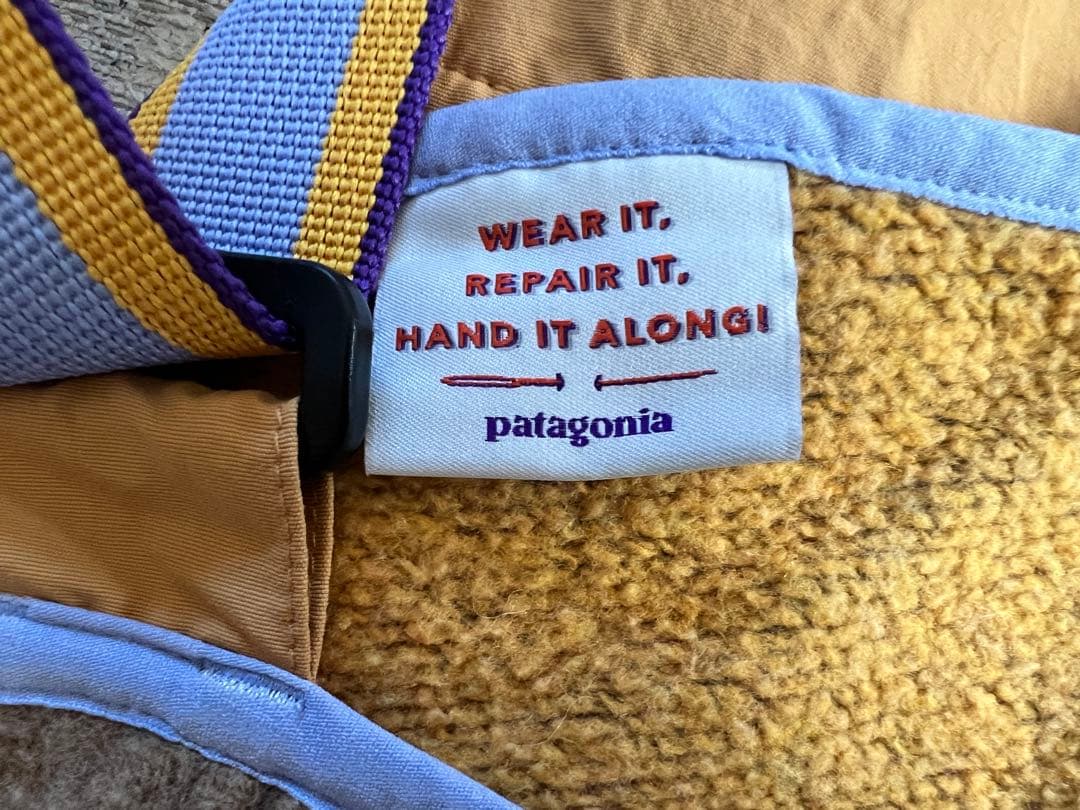 WEAR IT,
REPAIR IT,
HAND IT ALONG!
patagonia